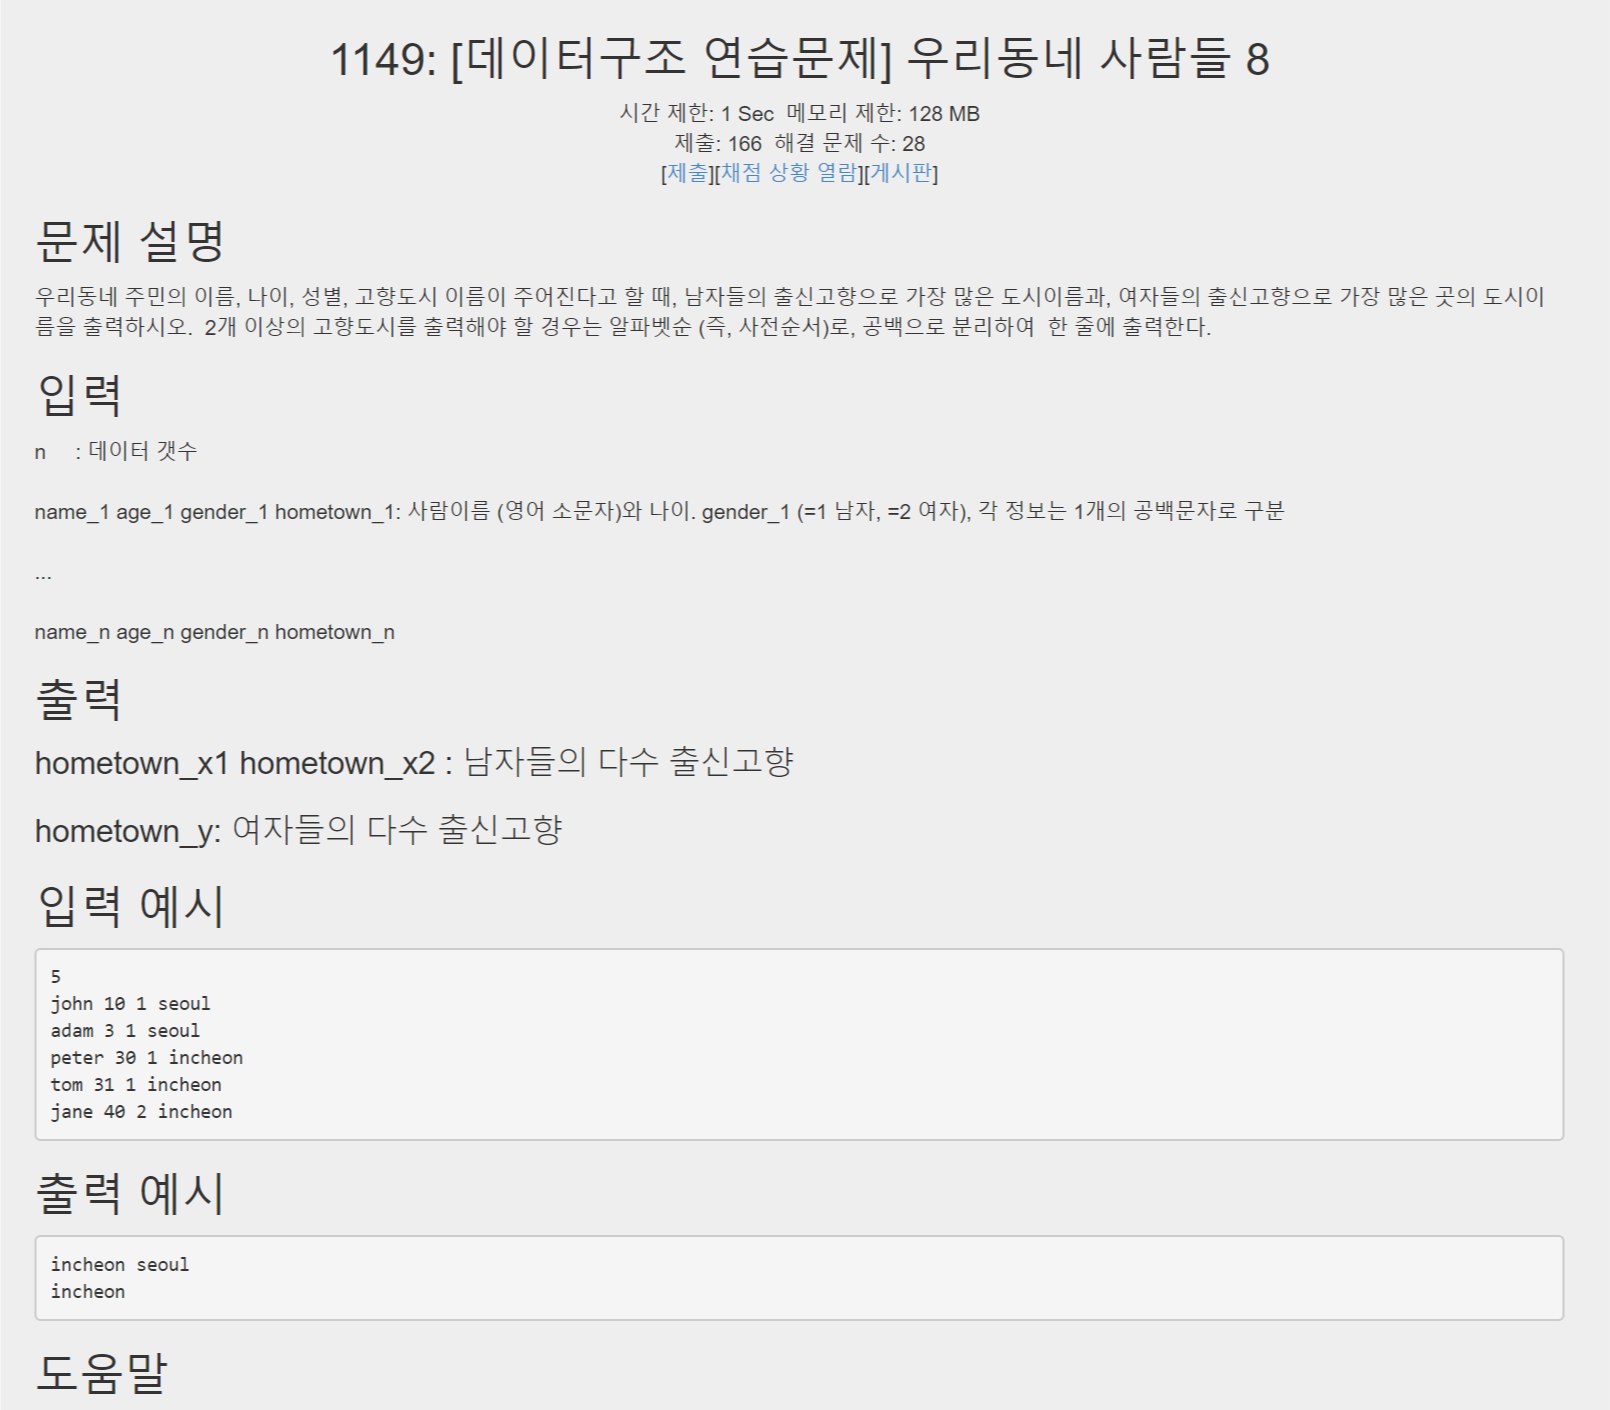 1149: [데이터구조 연습문제] 우리동네 사람들 8
시간 제한: 1 Sec  메모리 제한: 128 MB
제출: 166  해결 문제 수: 28
[제출][채점 상황 열람][게시판]
문제 설명
우리동네 주민의 이름, 나이, 성별, 고향도시 이름이 주어진다고 할 때, 남자들의 출신고향으로 가장 많은 도시이름과, 여자들의 출신고향으로 가장 많은 곳의 도시이
름을 출력하시오.  2개 이상의 고향도시를 출력해야 할 경우는 알파벳순 (즉, 사전순서)로, 공백으로 분리하여  한 줄에 출력한다.
입력
n     : 데이터 갯수
name_1 age_1 gender_1 hometown_1: 사람이름 (영어 소문자)와 나이. gender_1 (=1 남자, =2 여자), 각 정보는 1개의 공백문자로 구분
...
name_n age_n gender_n hometown_n
출력
hometown_x1 hometown_x2 : 남자들의 다수 출신고향
hometown_y: 여자들의 다수 출신고향
입력 예시
5
john 10 1 seoul
adam 3 1 seoul
peter 30 1 incheon
tom 31 1 incheon
jane 40 2 incheon
출력 예시
incheon seoul
incheon
도움말